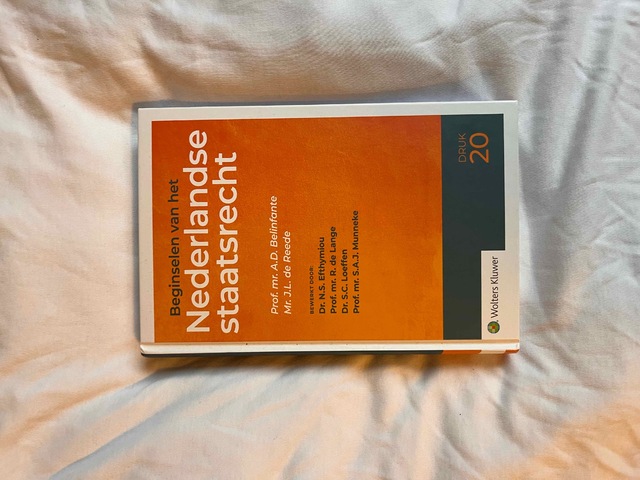 Beginselen van het
Nederlandse
staatsrecht
Prof. mr. A.D. Belinfante
Mr. J.L. de Reede
BEWERKT DOOR:
Dr. N.S. Efthymiou
Prof. mr. R. de Lange
Dr. S.C. Loeffen
Prof. mr. S.A.J. Munneke
DRUK
20
Wolters Kluwer